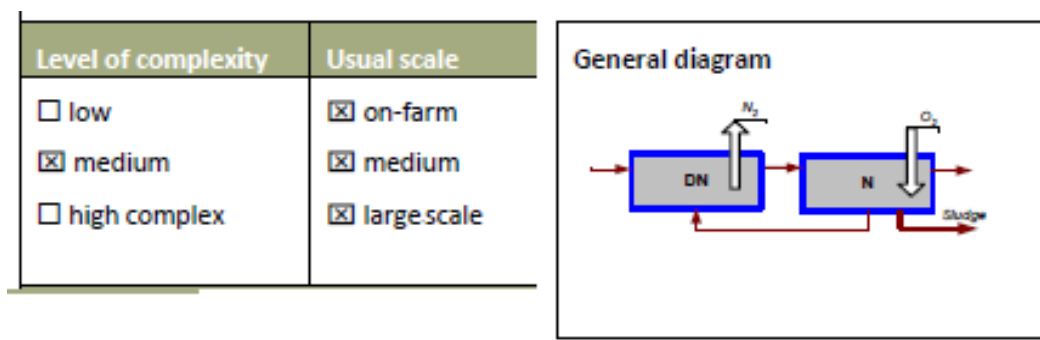 Level of complexity
Usual scale
☐ low
☒ on-farm
☒ medium
☒ medium
☐ high complex
☒ large scale
General diagram
N2
O2
DN
N
Sludge